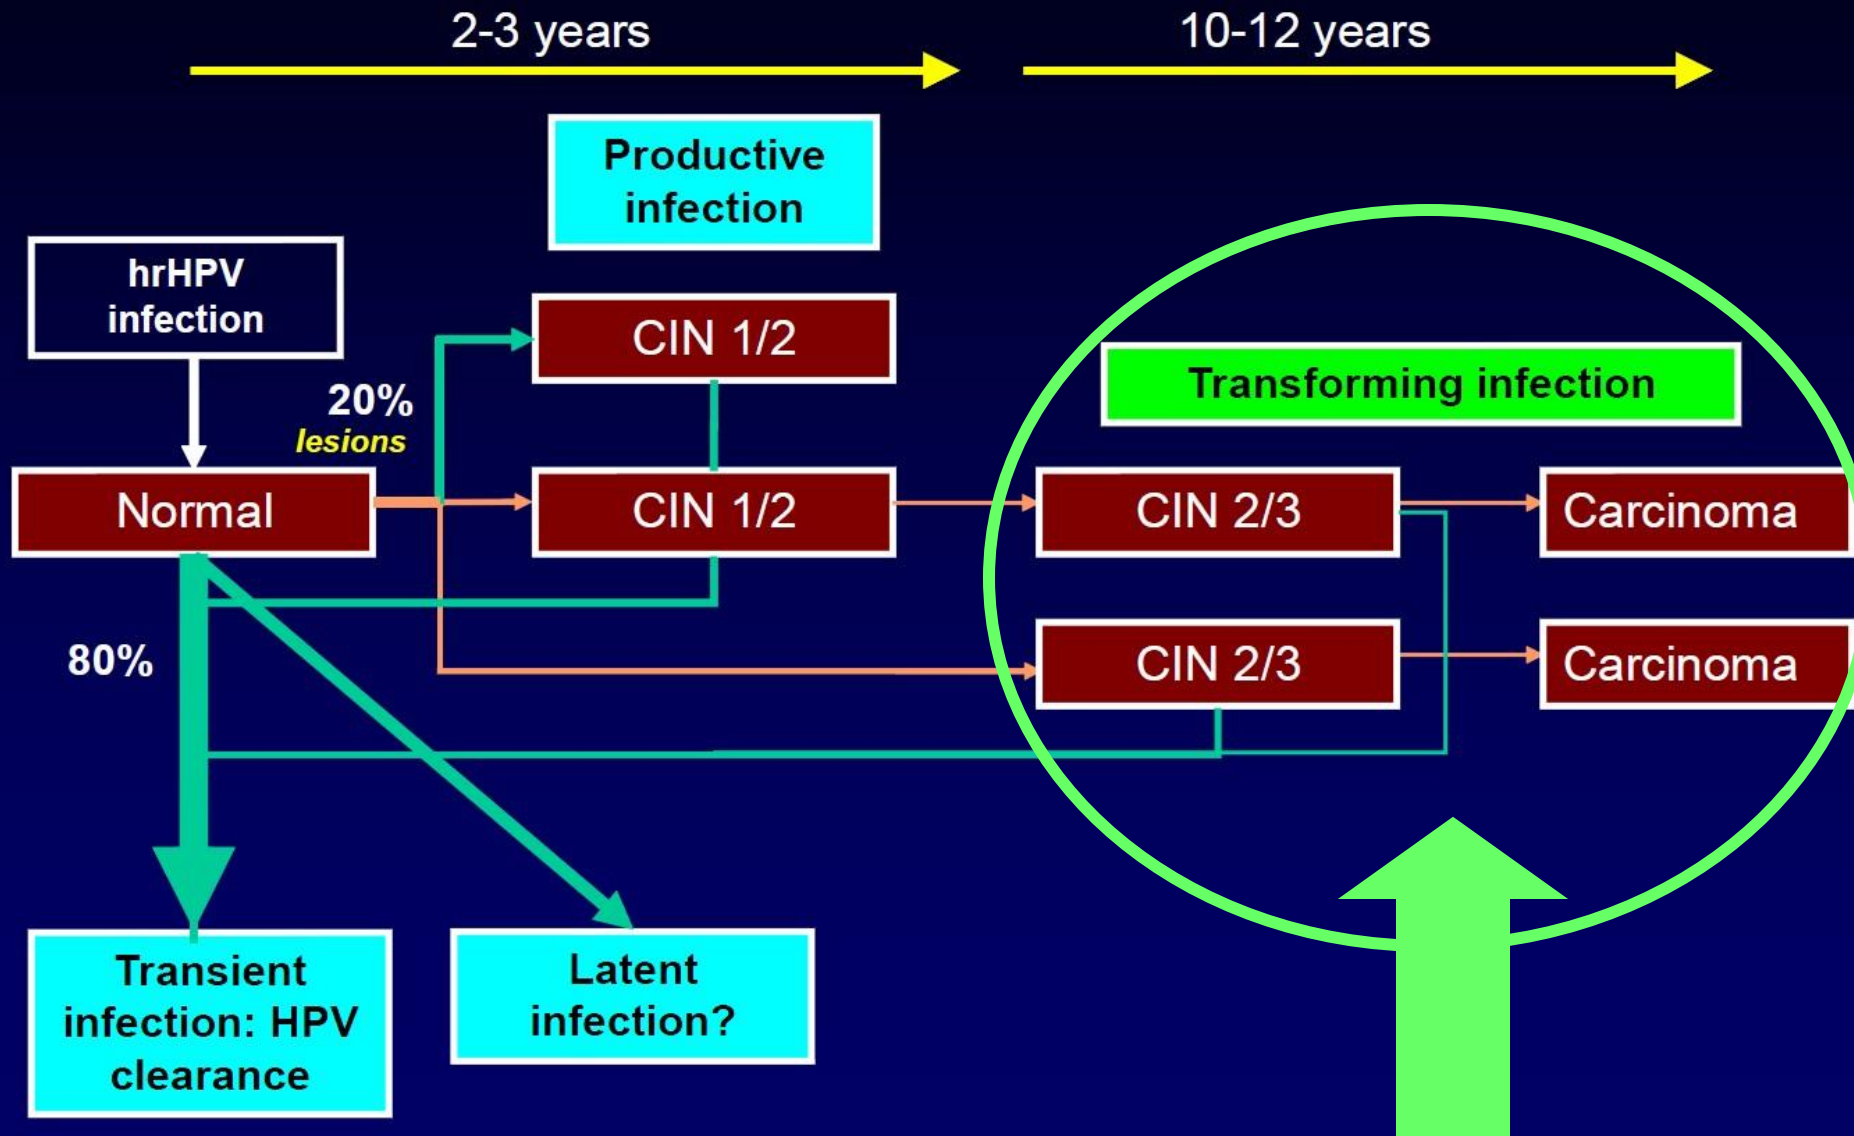 2-3 years
10-12 years
Productive
infection
hrHPV
infection
CIN 1/2
Transforming infection
20%
lesions
Normal
CIN 1/2
CIN 2/3
Carcinoma
80%
CIN 2/3
Carcinoma
Transient
infection: HPV
clearance
Latent
infection?